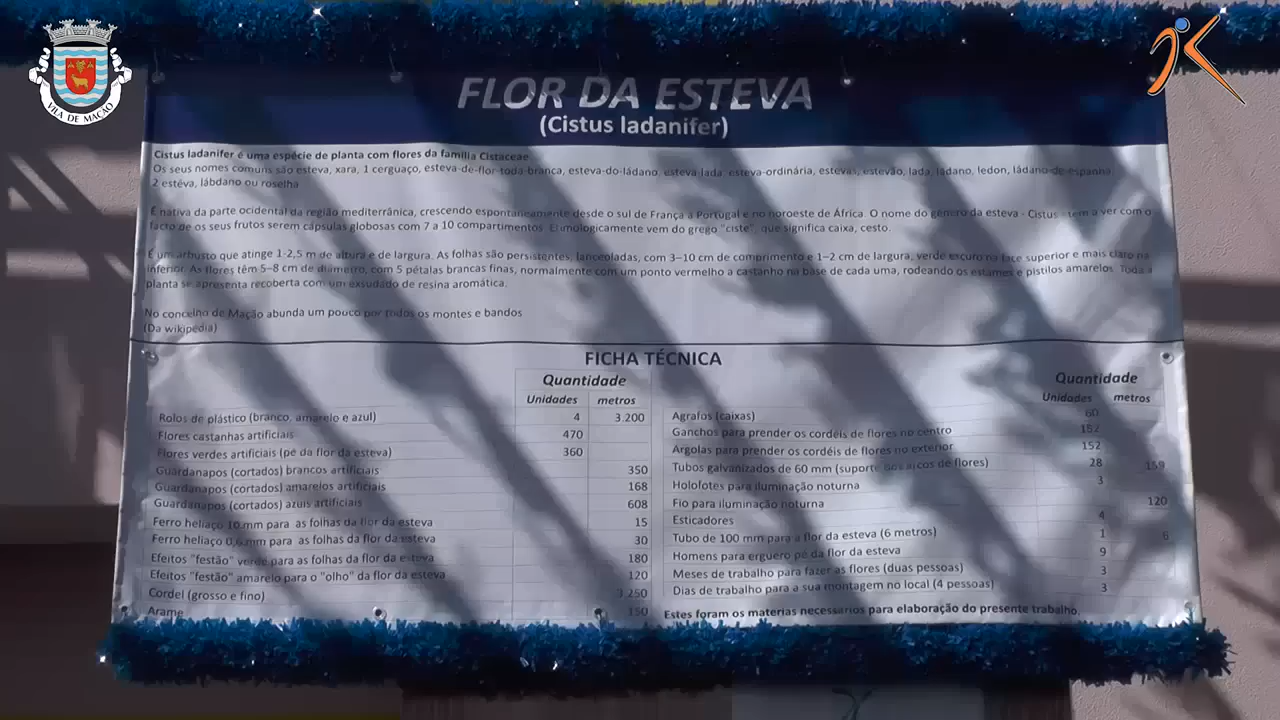 VILA DE MAÇÃO
FLOR DA ESTEVA
(Cistus ladanifer)
Cistus ladanifer é uma espécie de planta com flores da família Cistaceae
Os seus nomes comuns são esteva, xara, 1 cerguaço, esteva-de-flor-toda-branca, esteva-do-ládano, esteva-lada, esteva-ordinária, estevas, estevão, lada, ládano, ledon, ládano-de-espanha,
2 estêva, lábdano ou roselha
É nativa da parte ocidental da região mediterrânica, crescendo espontaneamente desde o sul de França a Portugal e no noroeste de África. O nome do género da esteva - Cistus - tem a ver com o
facto de os seus frutos serem cápsulas globosas com 7 a 10 compartimentos. Etmulogicamente vem do grego "ciste", que significa caixa, cesto.
É um arbusto que atinge 1-2,5 m de altura e de largura. As folhas são persistentes, lanceoladas, com 3–10 cm de comprimento e 1–2 cm de largura, verde escuro na face superior e mais claro na
inferior. As flores têm 5–8 cm de diâmetro, com 5 pétalas brancas finas, normalmente com um ponto vermelho a castanho na base de cada uma, rodeando os estames e pistilos amarelos. Toda a
planta se apresenta recoberta com um exsudado de resina aromática.
No concelho de Mação abunda um pouco por todos os montes e bandos
(Da wikipédia)
FICHA TÉCNICA
Quantidade
Unidades metros
Rolos de plástico (branco, amarelo e azul) 4 3.200
Flores castanhas artificiais 470
Flores verdes artificiais (pé da flor da esteva) 360
Guardanapos (cortados) brancos artificiais 350
Guardanapos (cortados) amarelos artificiais 168
Guardanapos (cortados) azuis artificiais 608
Ferro heliaço 10 mm para as folhas da flor da esteva 15
Ferro heliaço 0,6 mm para as folhas da flor da esteva 30
Efeitos "festão" verde para as folhas da flor da esteva 180
Efeitos "festão" amarelo para o "olho" da flor da esteva 120
Cordel (grosso e fino) 3.250
Arame 150
Quantidade
Unidades metros
Agrafos (caixas) 60
Ganchos para prender os cordéis de flores no centro 152
Argolas para prender os cordéis de flores no exterior 152
Tubos galvanizados de 60 mm (suporte nos arcos de flores) 28 159
Holofotes para iluminação noturna 3
Fio para iluminação noturna 120
Esticadores 4
Tubo de 100 mm para a flor da esteva (6 metros) 1 6
Homens para erguer o pé da flor da esteva 9
Meses de trabalho para fazer as flores (duas pessoas) 3
Dias de trabalho para a sua montagem no local (4 pessoas) 3
Estes foram os materias necessários para elaboração do presente trabalho.